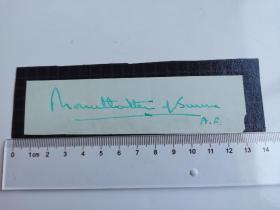 Mountbatten of Burma
A.F.
0 1cm 2 3 4 5 6 7 8 9 10 11 12 13 14